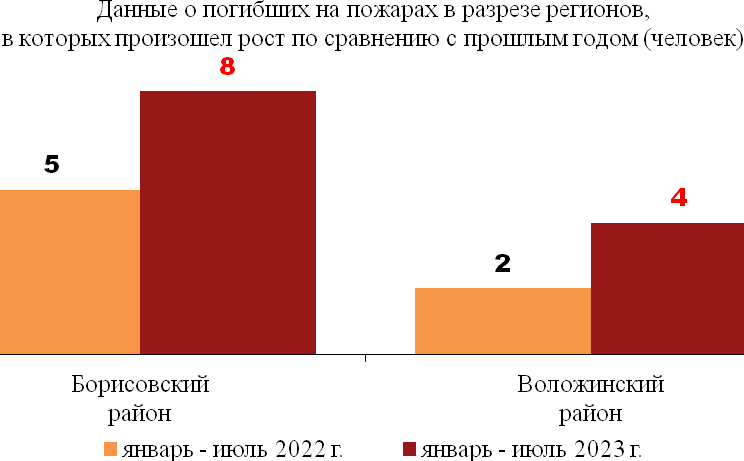 Данные о погибших на пожарах в разрезе регионов,
в которых произошел рост по сравнению с прошлым годом (человек)
8
5
4
2
Борисовский
район
Воложинский
район
январь - июль 2022 г.
январь - июль 2023 г.